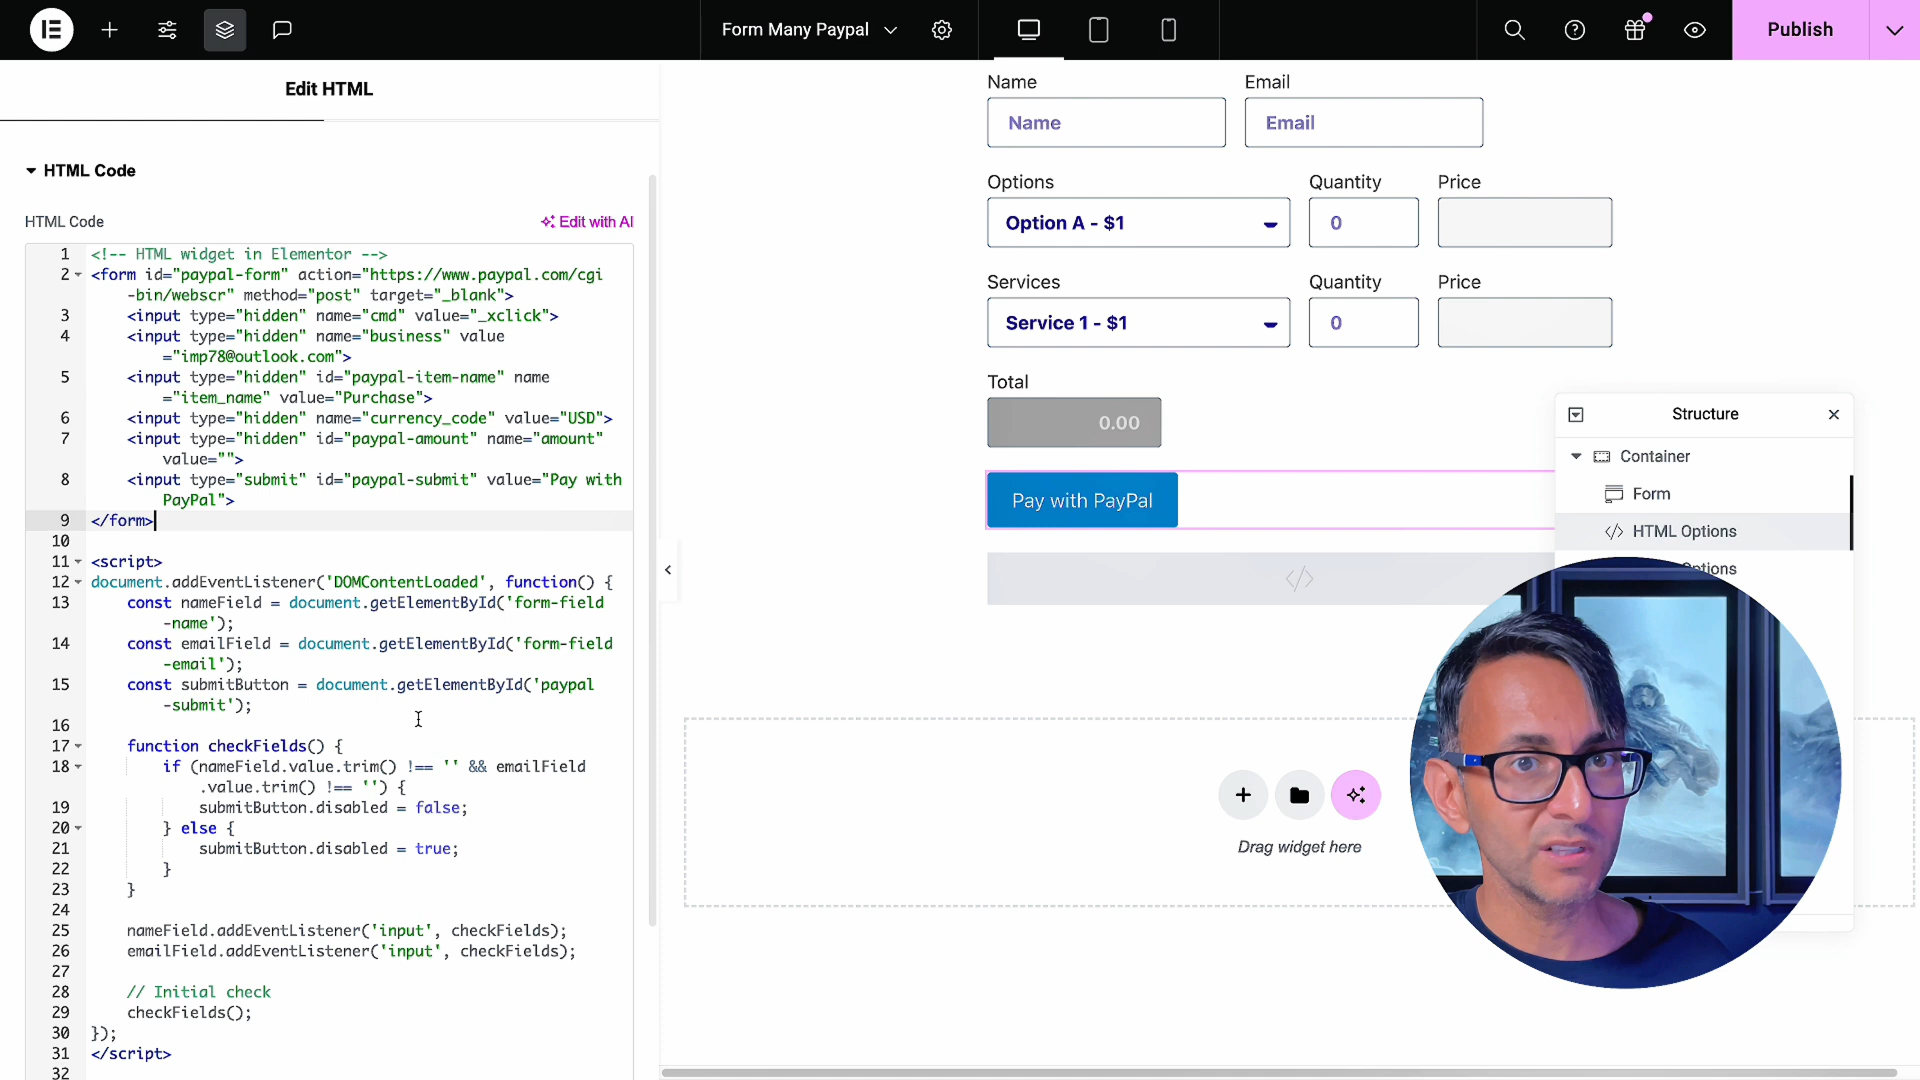 Form Many Paypal
Publish
Edit HTML
HTML Code
HTML Code
Edit with AI
1 <!-- HTML widget in Elementor -->
2 <form id="paypal-form" action="https://www.paypal.com/cgi
-bin/webscr" method="post" target="_blank">
3 <input type="hidden" name="cmd" value="_xclick">
4 <input type="hidden" name="business" value
="imp78@outlook.com">
5 <input type="hidden" id="paypal-item-name" name
="item_name" value="Purchase">
6 <input type="hidden" name="currency_code" value="USD">
7 <input type="hidden" id="paypal-amount" name="amount"
value="">
8 <input type="submit" id="paypal-submit" value="Pay with
PayPal">
9 </form>
10
11 <script>
12 document.addEventListener('DOMContentLoaded', function() {
13 const nameField = document.getElementById('form-field
-name');
14 const emailField = document.getElementById('form-field
-email');
15 const submitButton = document.getElementById('paypal
-submit');
16
17 function checkFields() {
18 if (nameField.value.trim() !== '' && emailField
.value.trim() !== '') {
19 submitButton.disabled = false;
20 } else {
21 submitButton.disabled = true;
22 }
23 }
24
25 nameField.addEventListener('input', checkFields);
26 emailField.addEventListener('input', checkFields);
27
28 // Initial check
29 checkFields();
30 });
31 </script>
32
Name
Email
Name
Email
Options
Quantity
Price
Option A - $1
0
Services
Quantity
Price
Service 1 - $1
0
Total
0.00
Pay with PayPal
Drag widget here
Structure
Container
Form
HTML Options
Options